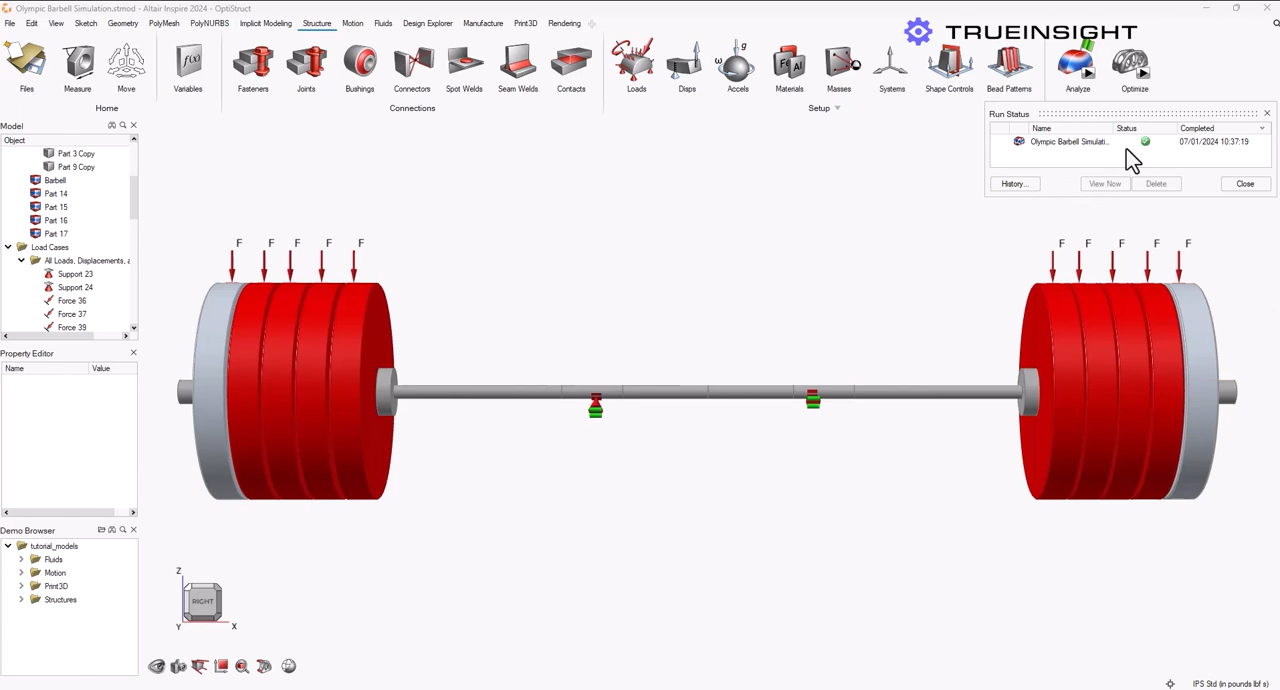 Olympic Barbell Simulation.stmod - Altair Inspire 2024 - OptiStruct
File Edit View Sketch Geometry PolyMesh PolyNURBS Implicit Modeling Structure Motion Fluids Design Explorer Manufacture Print3D Rendering
TRUEINSIGHT
f(x) g ω Fe Al
Files Measure Move Variables Fasteners Joints Bushings Connectors Spot Welds Seam Welds Contacts Loads Disps Accels Materials Masses Systems Shape Controls Bead Patterns Analyze Optimize
Home Connections Setup
Run Status
Name Status Completed
Olympic Barbell Simulati... 07/01/2024 10:37:19
History... View Now Delete Close
Model
Object
Part 3 Copy
Part 9 Copy
Barbell
Part 14
Part 15
Part 16
Part 17
Load Cases
All Loads, Displacements, a
Support 23
Support 24
Force 36
Force 37
Force 39
F F F F F F F F F F
Property Editor
Name Value
Demo Browser
tutorial_models
Fluids
Motion
Print3D
Structures
Z
RIGHT
Y X
IPS Std (in pounds lbf s)